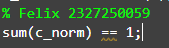 % Felix 2327250059
sum(c_norm) == 1;